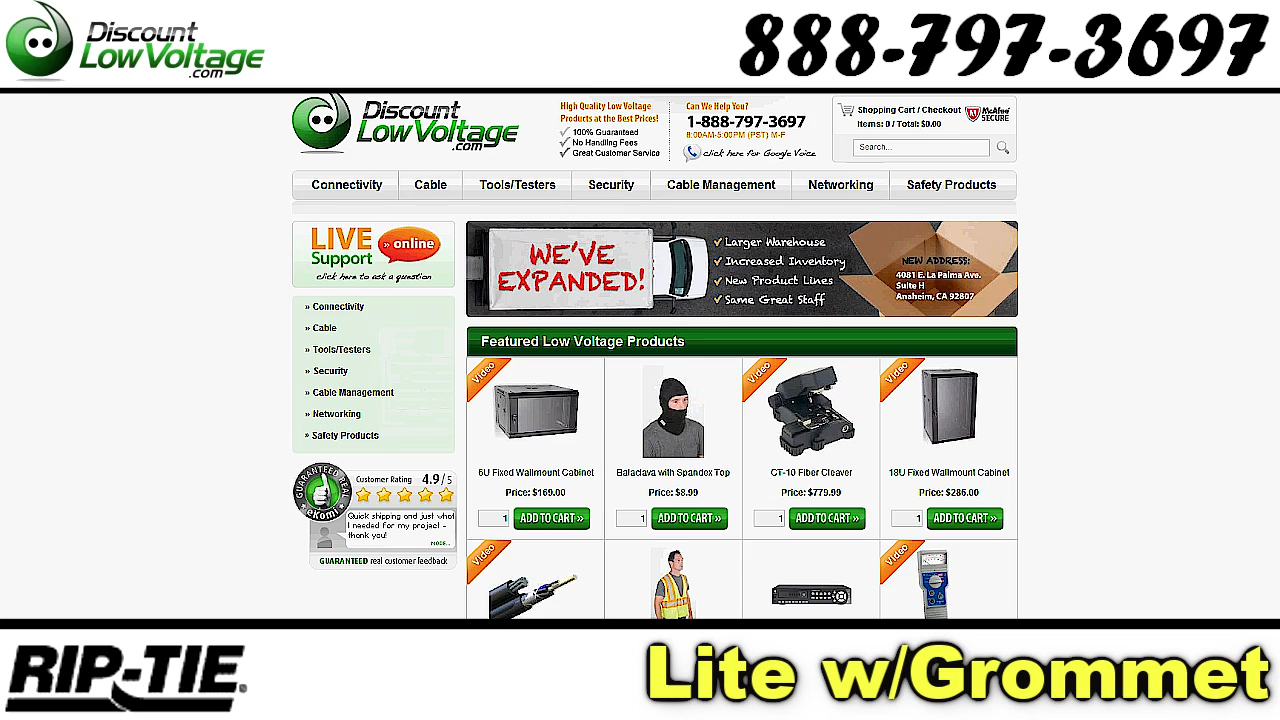 Discount
LowVoltage
.com
888-797-3697
Discount
LowVoltage
.com
High Quality Low Voltage
Products at the Best Prices!
100% Guaranteed
No Handling Fees
Great Customer Service
Can We Help You?
1-888-797-3697
8:00AM-5:00PM (PST) M-F
click here for Google Voice
Shopping Cart / Checkout
Items: 0 / Total: $0.00
McAfee
SECURE
Search...
Connectivity
Cable
Tools/Testers
Security
Cable Management
Networking
Safety Products
LIVE
Support
» online
click here to ask a question
» Connectivity
» Cable
» Tools/Testers
» Security
» Cable Management
» Networking
» Safety Products
GUARANTEED REAL
eKomi
Customer Rating 4.9/5
Quick shipping and just what
I needed for my project -
thank you!
MORE...
GUARANTEED real customer feedback
WE'VE
EXPANDED!
Larger Warehouse
Increased Inventory
New Product Lines
Same Great Staff
NEW ADDRESS:
4081 E. La Palma Ave.
Suite H
Anaheim, CA 92807
Featured Low Voltage Products
Video
6U Fixed Wallmount Cabinet
Price: $169.00
1 ADD TO CART »
Balaclava with Spandex Top
Price: $8.99
1 ADD TO CART »
Video
CT-10 Fiber Cleaver
Price: $779.99
1 ADD TO CART »
Video
18U Fixed Wallmount Cabinet
Price: $286.00
1 ADD TO CART »
Video
Video
RIP-TIE®
Lite w/Grommet